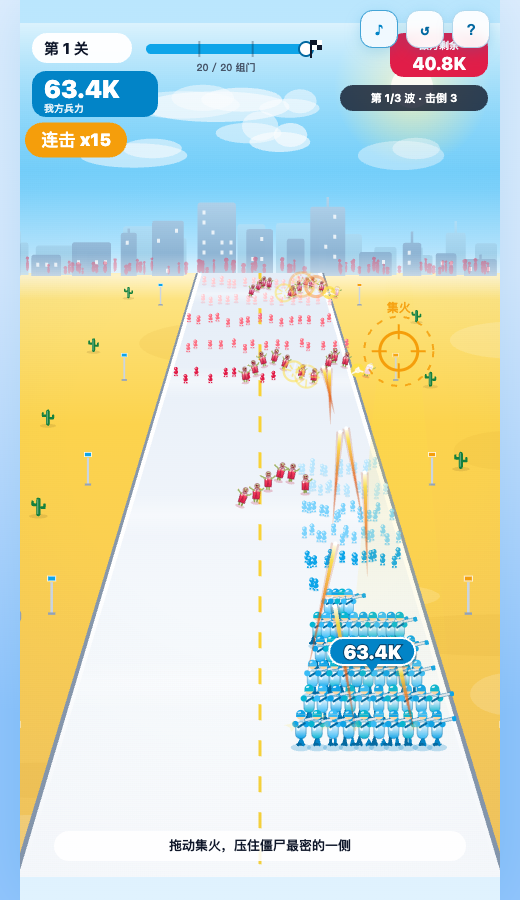 第 1 关
20 / 20 组门
♪
↺
?
63.4K
我方兵力
40.8K
第 1/3 波 · 击倒 3
连击 x15
集火
63.4K
拖动集火，压住僵尸最密的一侧